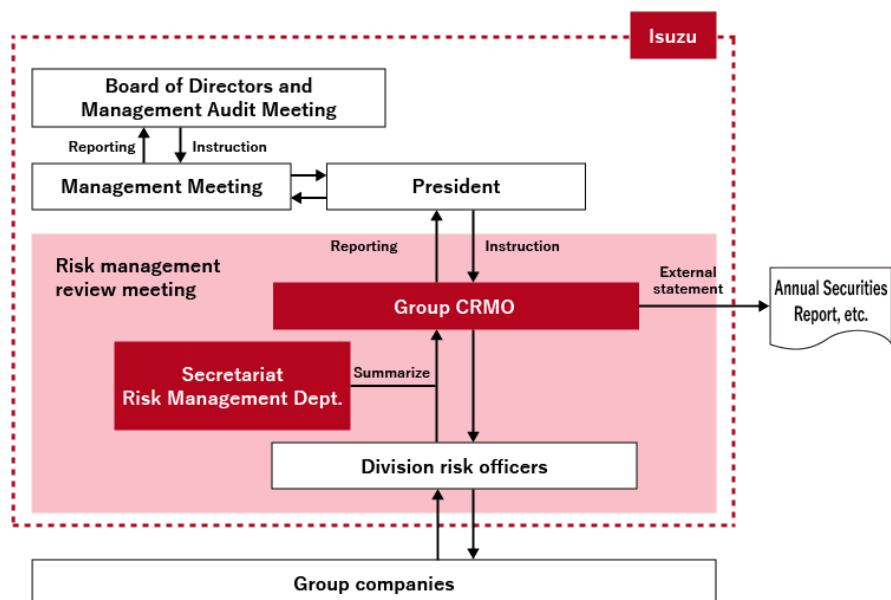 Isuzu
Board of Directors and
Management Audit Meeting
Reporting
Instruction
Management Meeting
President
Reporting
Instruction
Risk management
review meeting
External
statement
Group CRMO
Annual Securities
Report, etc.
Secretariat
Risk Management Dept.
Summarize
Division risk officers
Group companies